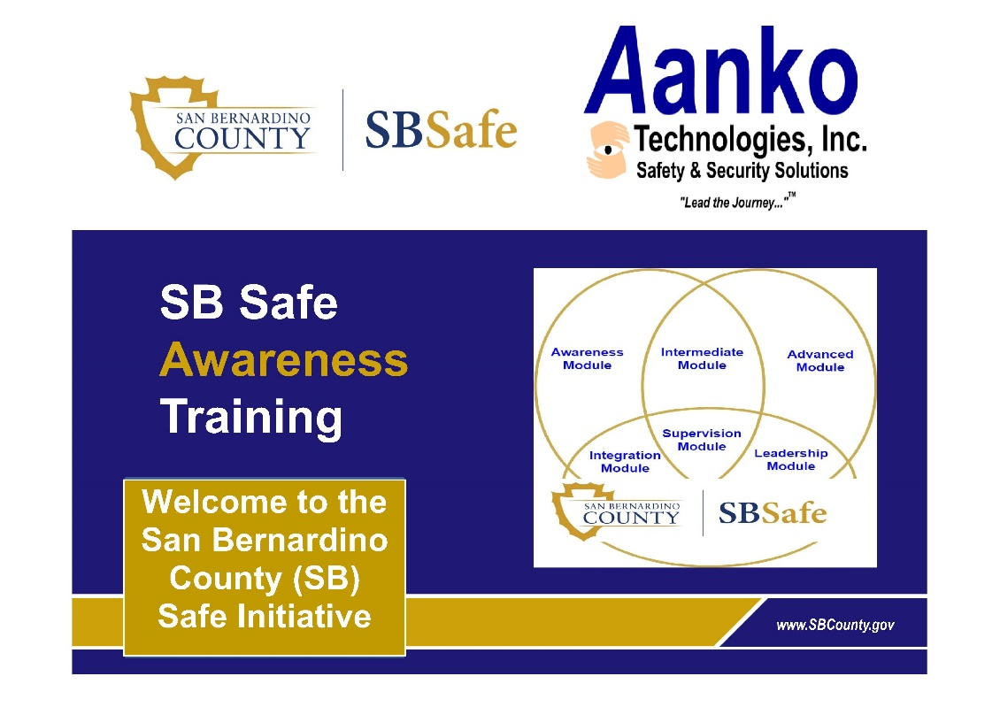 SAN BERNARDINO
COUNTY
SBSafe
Aanko
Technologies, Inc.
Safety & Security Solutions
"Lead the Journey..."™
SB Safe
Awareness
Training
Welcome to the
San Bernardino
County (SB)
Safe Initiative
Awareness
Module
Intermediate
Module
Advanced
Module
Integration
Module
Supervision
Module
Leadership
Module
SAN BERNARDINO
COUNTY
SBSafe
www.SBCounty.gov